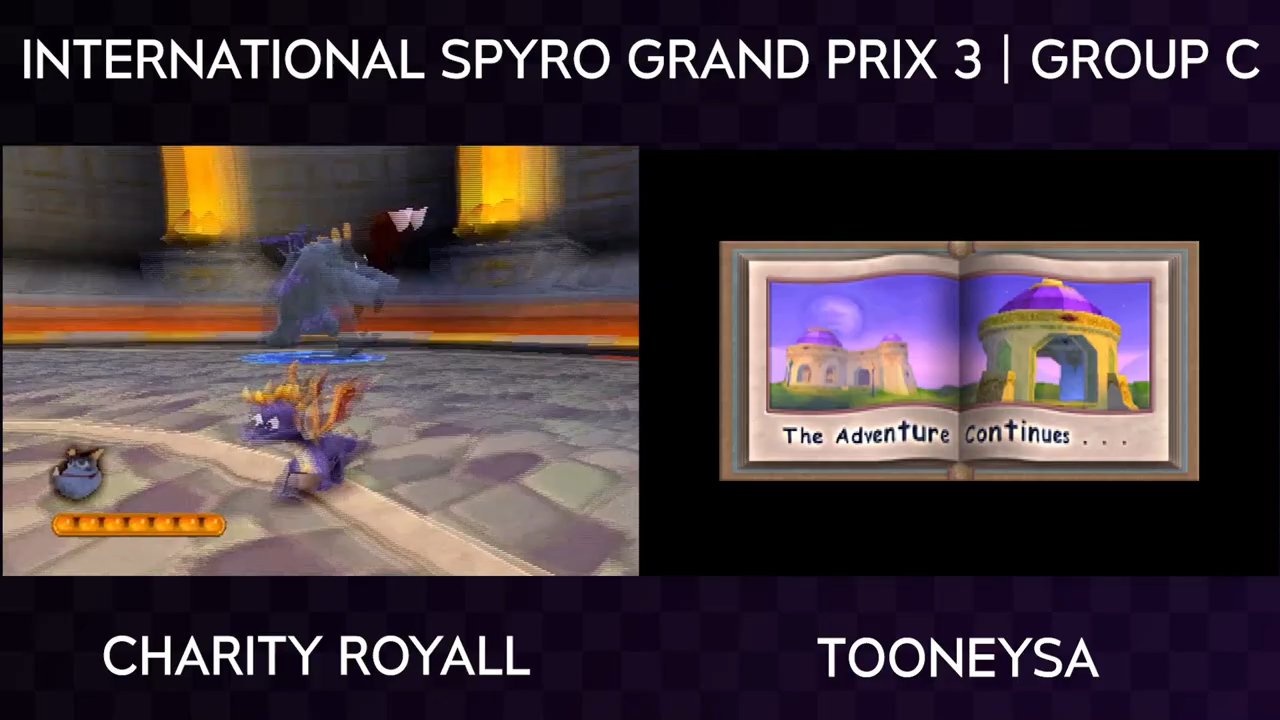 INTERNATIONAL SPYRO GRAND PRIX 3 | GROUP C
The Adventure Continues . . .
CHARITY ROYALL
TOONEYSA